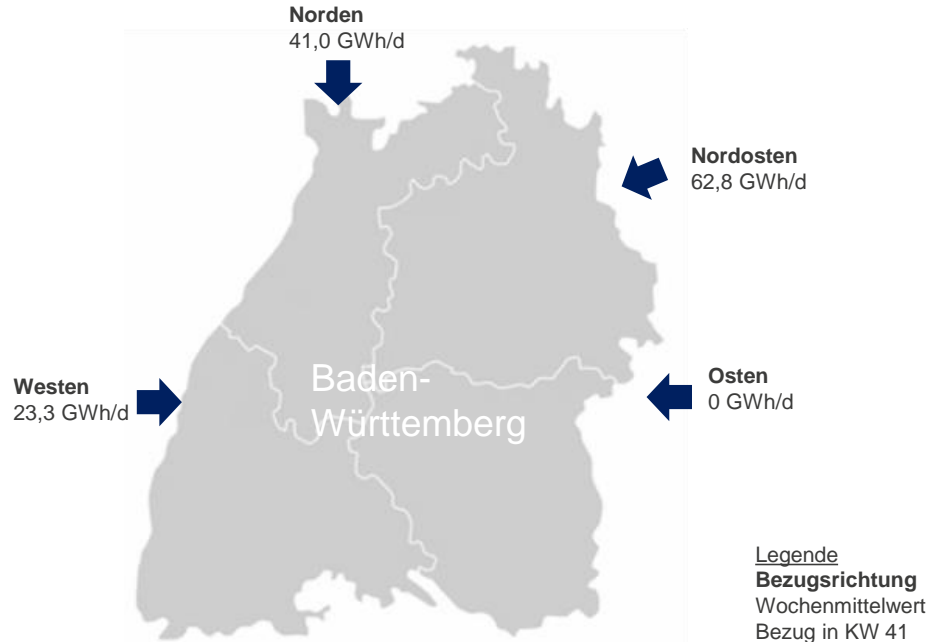 Norden
41,0 GWh/d
Nordosten
62,8 GWh/d
Westen
23,3 GWh/d
Baden-
Württemberg
Osten
0 GWh/d
Legende
Bezugsrichtung
Wochenmittelwert
Bezug in KW 41